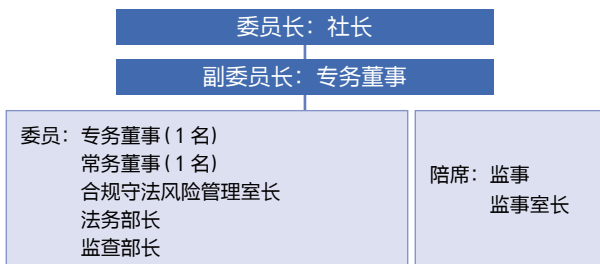 委员长：社长
副委员长：专务董事
委员：专务董事（1 名）
常务董事（1 名）
合规守法风险管理室长
法务部长
监查部长
陪席：监事
监事室长